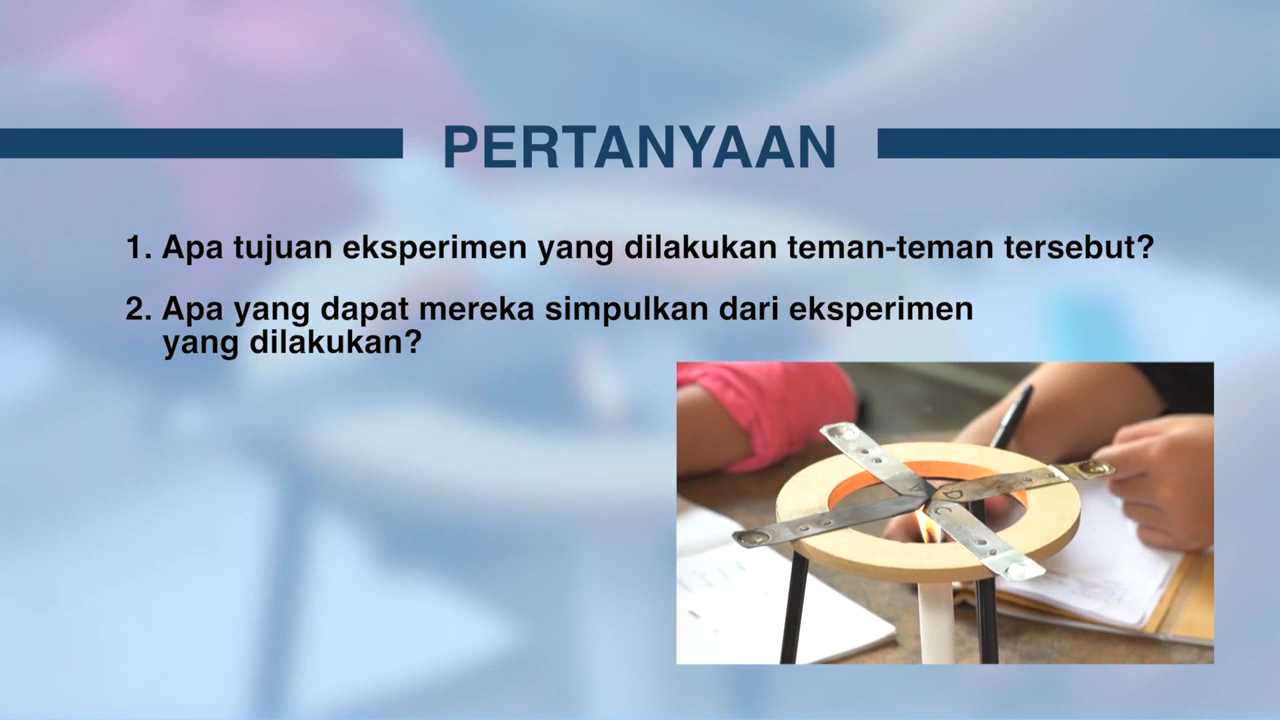 PERTANYAAN
1. Apa tujuan eksperimen yang dilakukan teman-teman tersebut?
2. Apa yang dapat mereka simpulkan dari eksperimen
yang dilakukan?
A
D
C